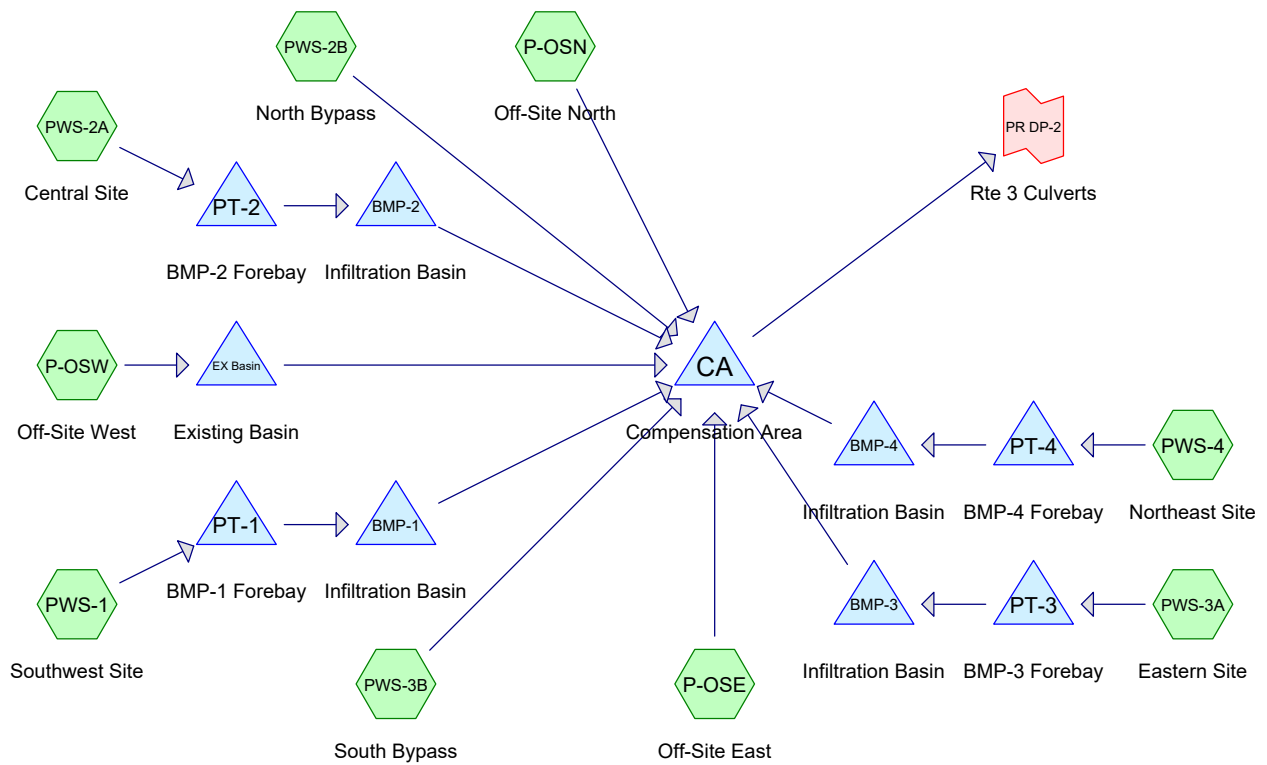 PWS-2B
North Bypass
P-OSN
Off-Site North
PR DP-2
Rte 3 Culverts
PWS-2A
Central Site
PT-2
BMP-2 Forebay
BMP-2
Infiltration Basin
P-OSW
Off-Site West
EX Basin
Existing Basin
CA
Compensation Area
BMP-4
Infiltration Basin
PT-4
BMP-4 Forebay
PWS-4
Northeast Site
PT-1
BMP-1 Forebay
BMP-1
Infiltration Basin
PWS-1
Southwest Site
BMP-3
Infiltration Basin
PT-3
BMP-3 Forebay
PWS-3A
Eastern Site
PWS-3B
South Bypass
P-OSE
Off-Site East